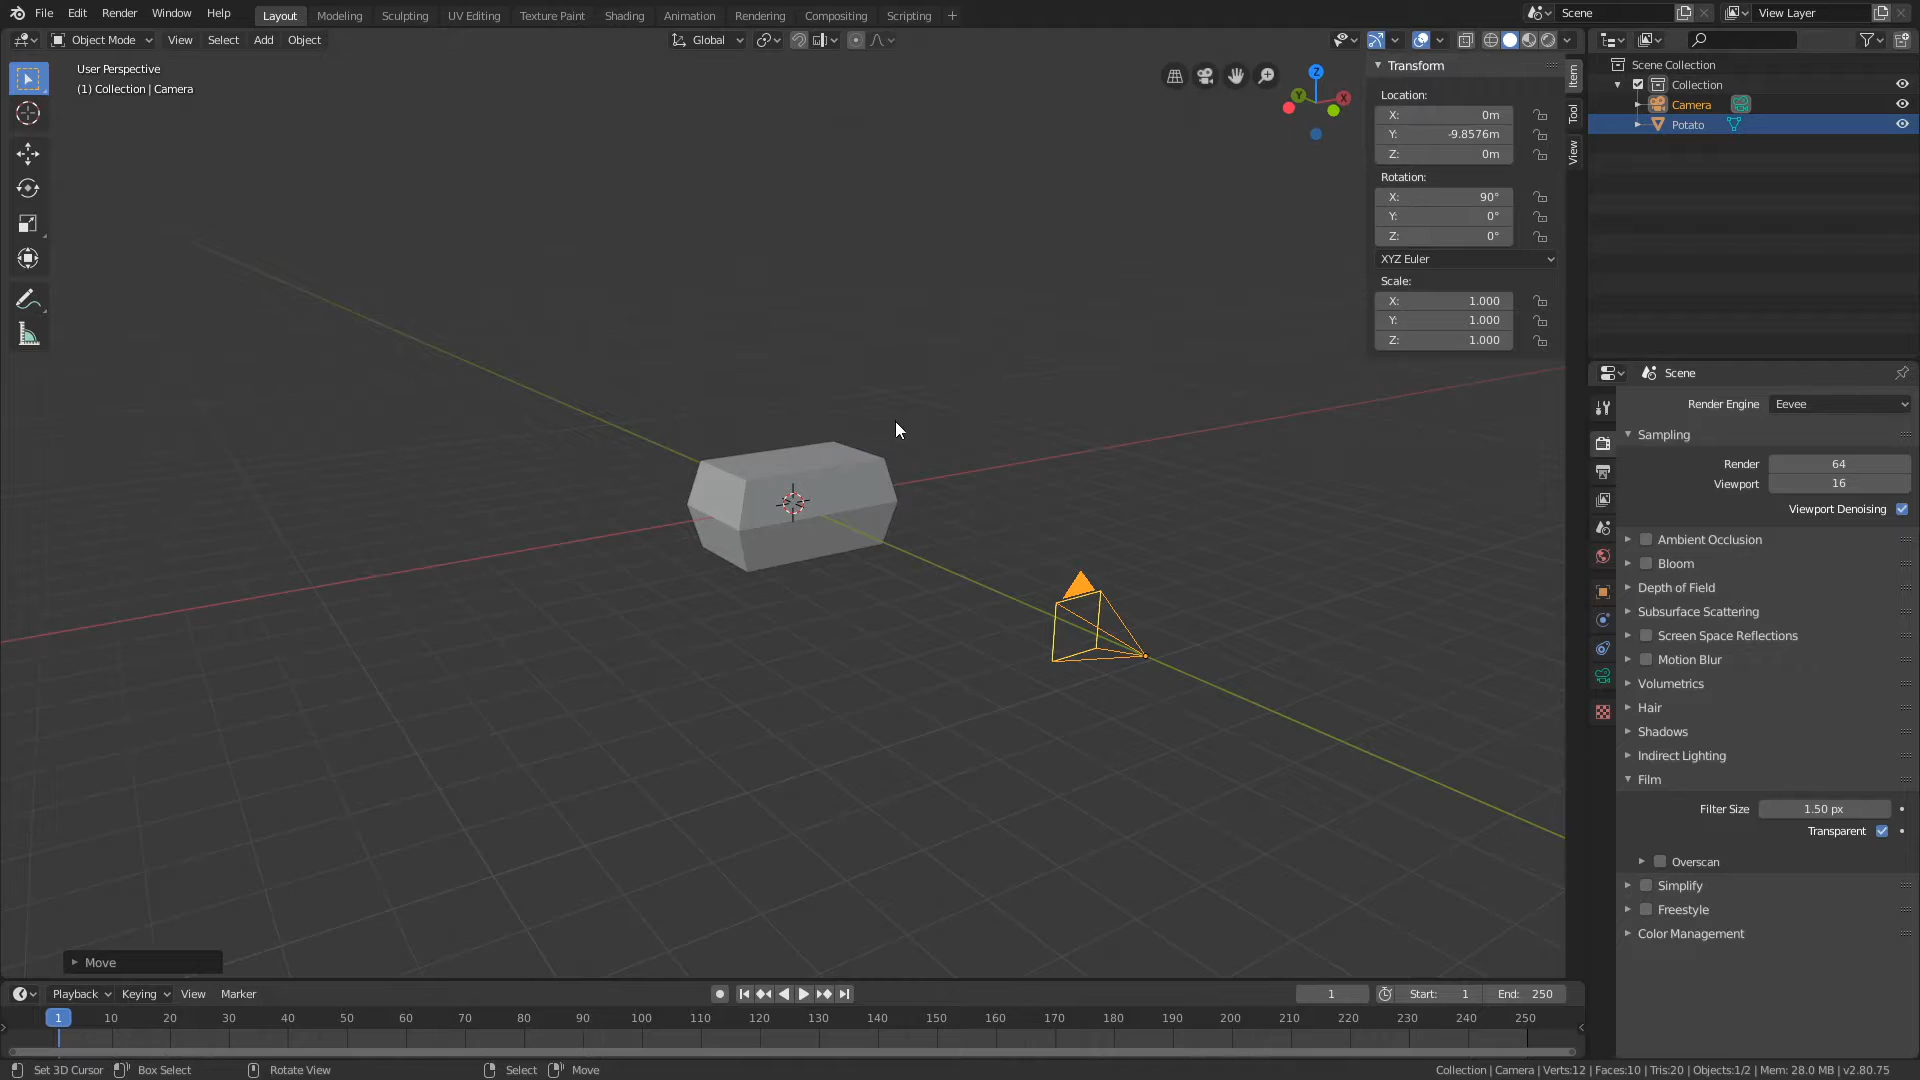 File Edit Render Window Help Layout Modeling Sculpting UV Editing Texture Paint Shading Animation Rendering Compositing Scripting + Scene View Layer
Object Mode View Select Add Object Global
User Perspective
(1) Collection | Camera
Z
Y
X
Transform
Location:
X: 0m
Y: -9.8576m
Z: 0m
Rotation:
X: 90°
Y: 0°
Z: 0°
XYZ Euler
Scale:
X: 1.000
Y: 1.000
Z: 1.000
Item
Tool
View
Scene Collection
Collection
Camera
Potato
Scene
Render Engine Eevee
Sampling
Render 64
Viewport 16
Viewport Denoising
Ambient Occlusion
Bloom
Depth of Field
Subsurface Scattering
Screen Space Reflections
Motion Blur
Volumetrics
Hair
Shadows
Indirect Lighting
Film
Filter Size 1.50 px
Transparent
Overscan
Simplify
Freestyle
Color Management
Move
Playback Keying View Marker 1 Start: 1 End: 250
1 10 20 30 40 50 60 70 80 90 100 110 120 130 140 150 160 170 180 190 200 210 220 230 240 250
Set 3D Cursor Box Select Rotate View Select Move Collection | Camera | Verts:12 | Faces:10 | Tris:20 | Objects:1/2 | Mem: 28.0 MB | v2.80.75